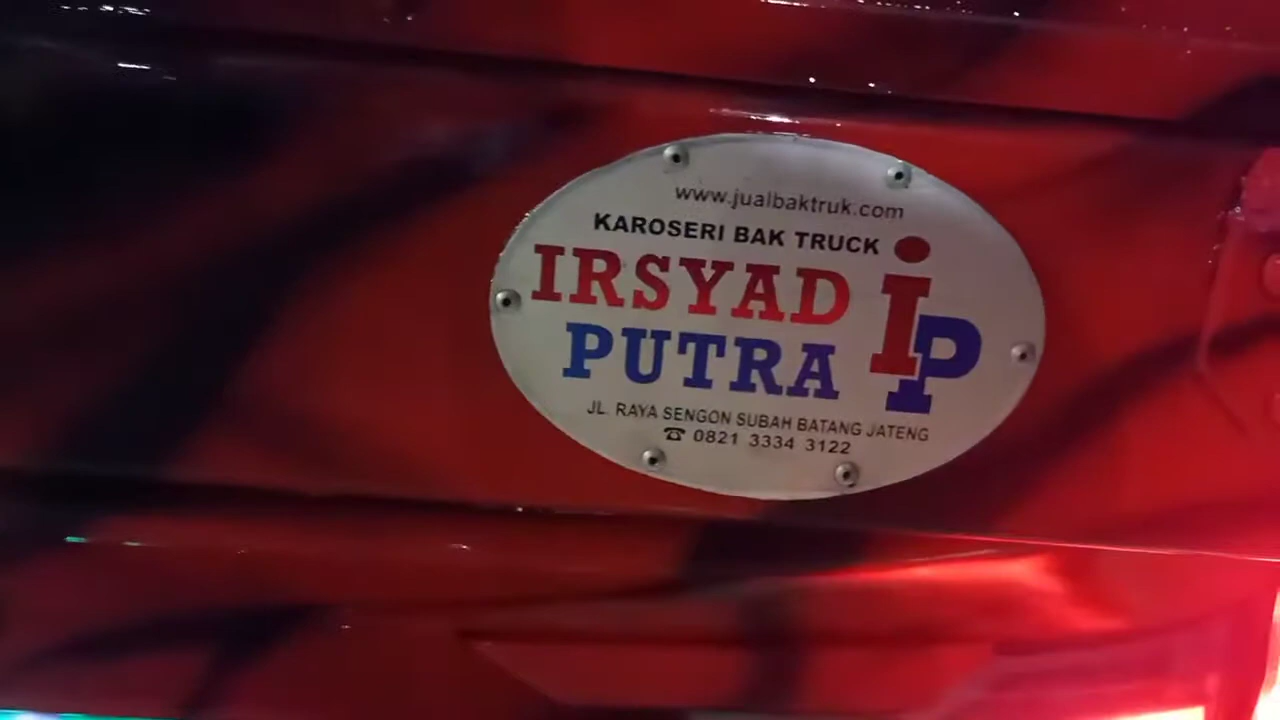 www.jualbaktruk.com
KAROSERI BAK TRUCK
IRSYAD
PUTRA
iP
JL. RAYA SENGON SUBAH BATANG JATENG
☎ 0821 3334 3122